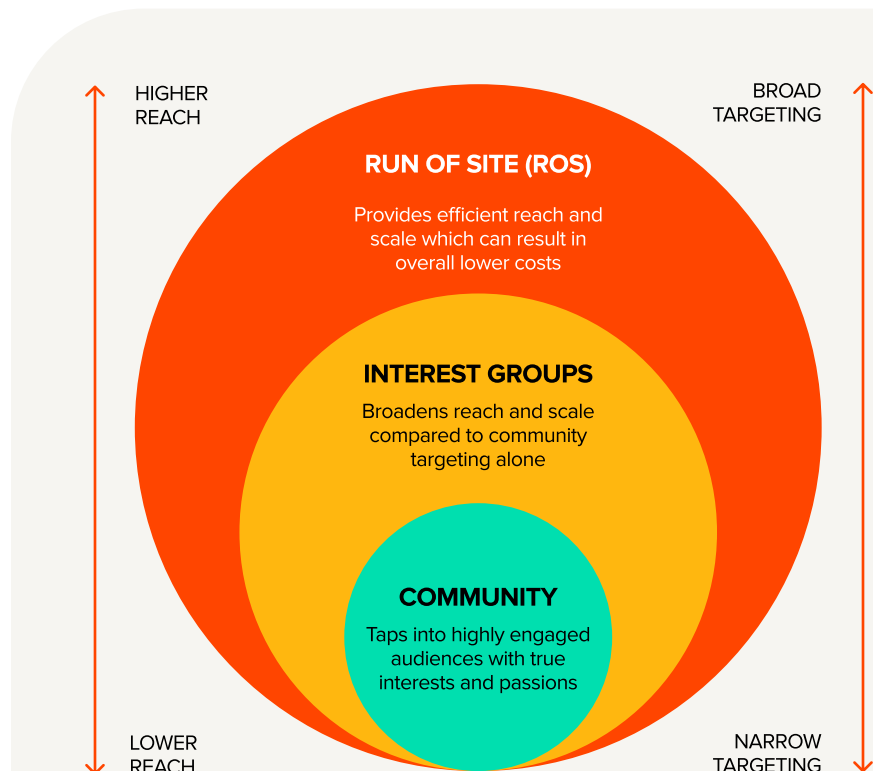 HIGHER
REACH
BROAD
TARGETING
RUN OF SITE (ROS)
Provides efficient reach and
scale which can result in
overall lower costs
INTEREST GROUPS
Broadens reach and scale
compared to community
targeting alone
COMMUNITY
Taps into highly engaged
audiences with true
interests and passions
LOWER
REACH
NARROW
TARGETING